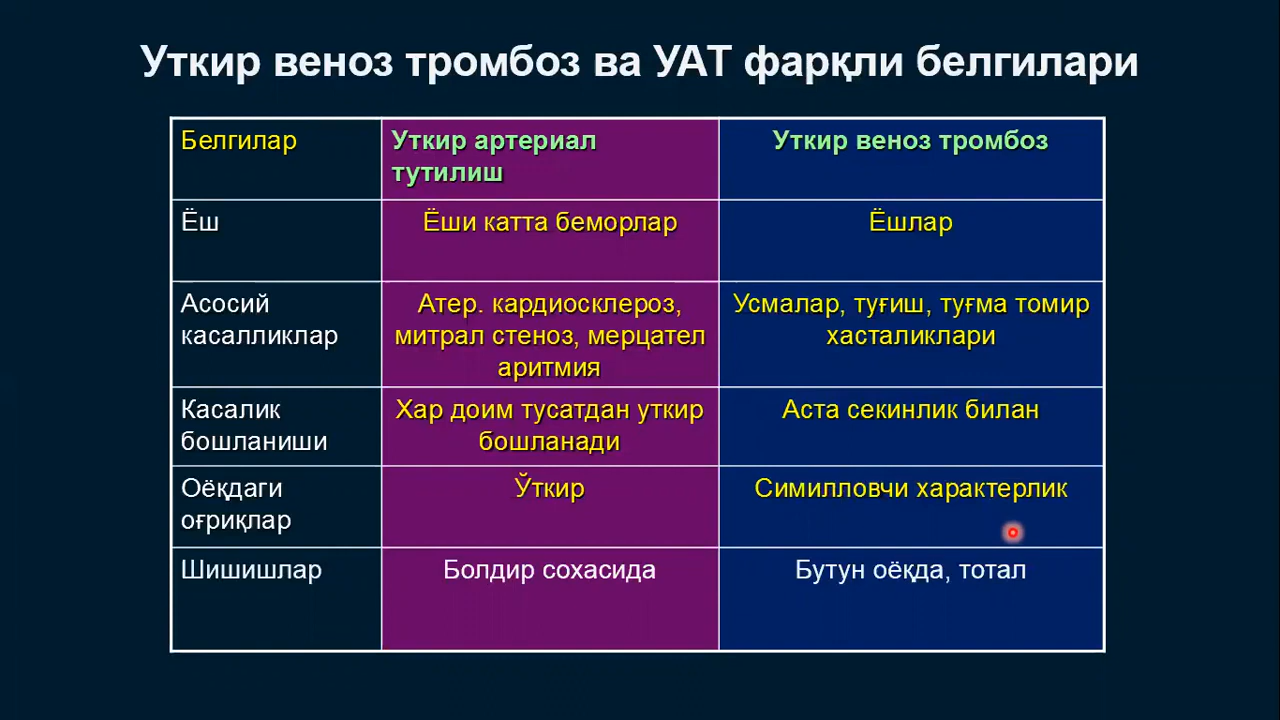 Уткир веноз тромбоз ва УАТ фарқли белгилари
Белгилар
Уткир артериал
тутилиш
Уткир веноз тромбоз
Ёш
Ёши катта беморлар
Ёшлар
Асосий
касалликлар
Атер. кардиосклероз,
митрал стеноз, мерцател
аритмия
Усмалар, туғиш, туғма томир
хасталиклари
Касалик
бошланиши
Хар доим тусатдан уткир
бошланади
Аста секинлик билан
Оёқдаги
оғриқлар
Ўткир
Симилловчи характерлик
Шишишлар
Болдир сохасида
Бутун оёқда, тотал